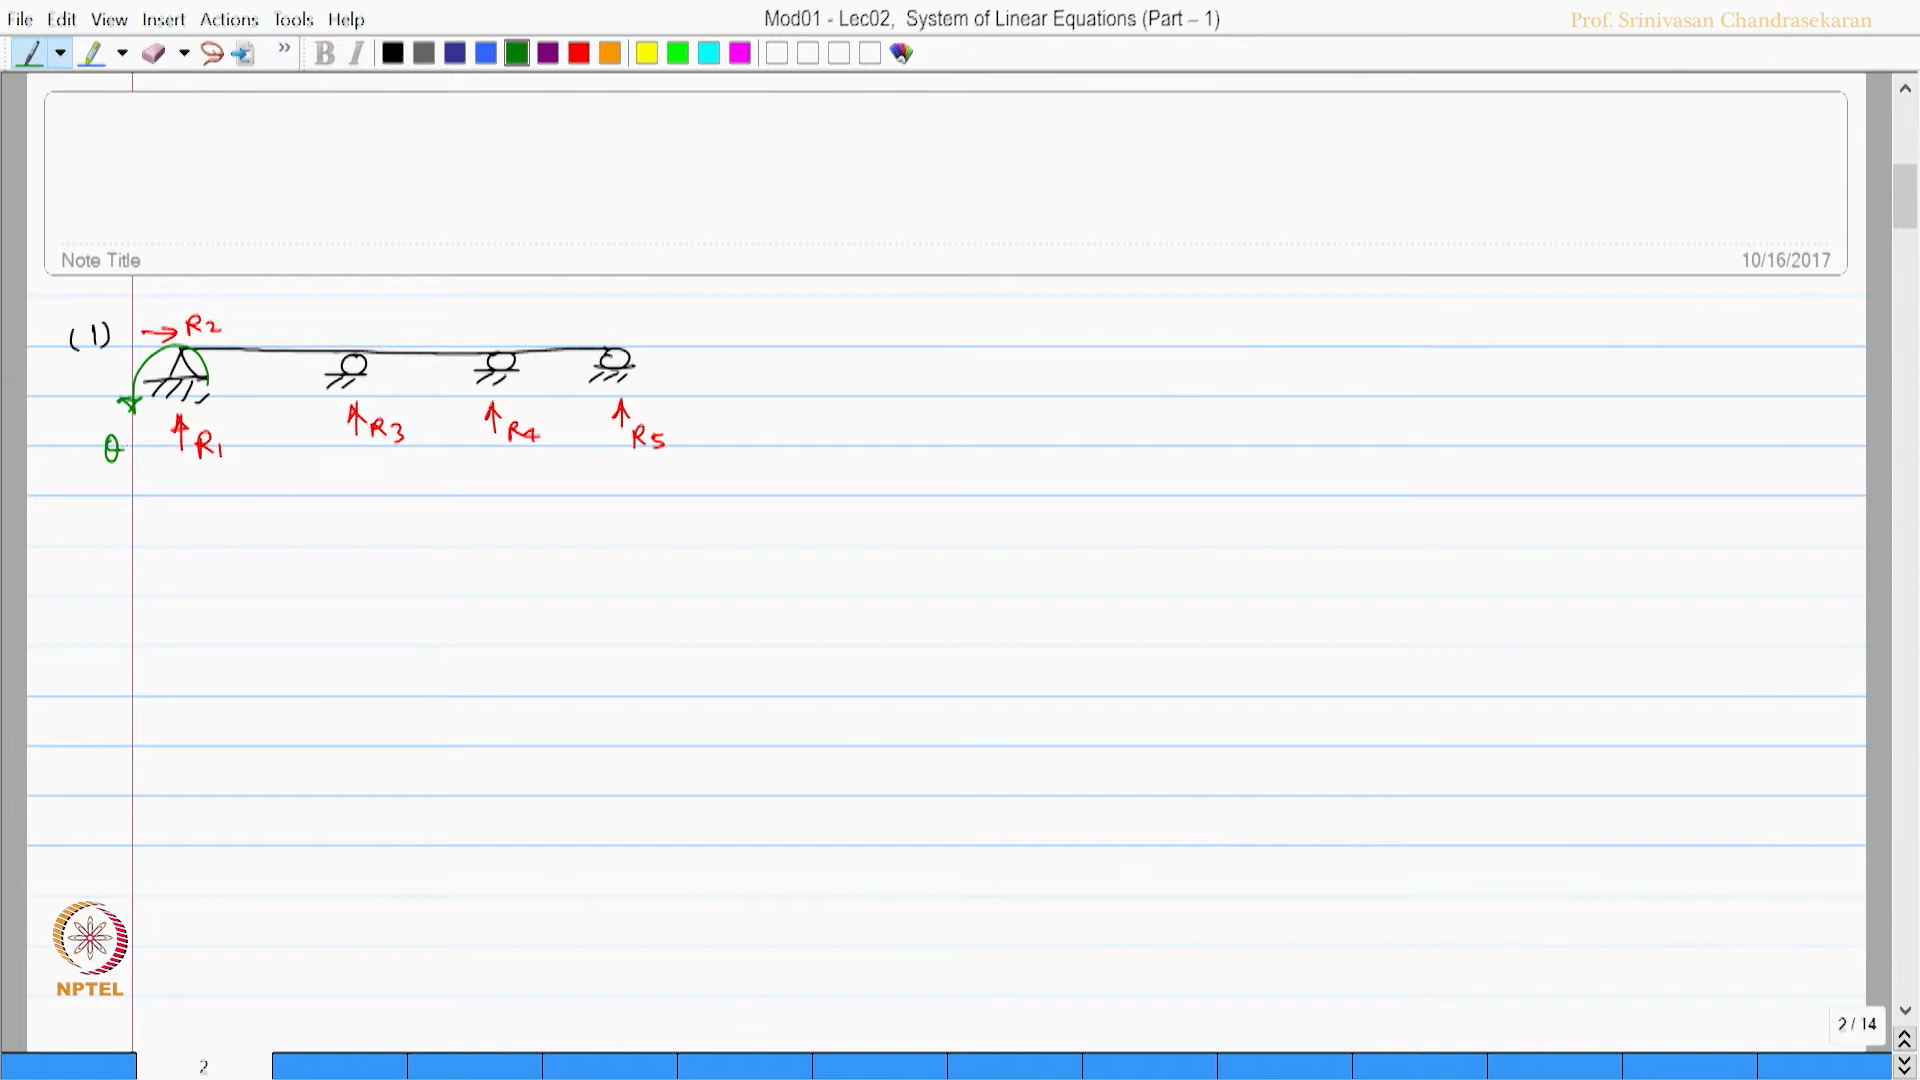 File Edit View Insert Actions Tools Help
Mod01 - Lec02, System of Linear Equations (Part – 1)
Prof. Srinivasan Chandrasekaran
B I
Note Title
10/16/2017
(1)
R2
R1
R3
R4
R5
θ
NPTEL
2 / 14
2